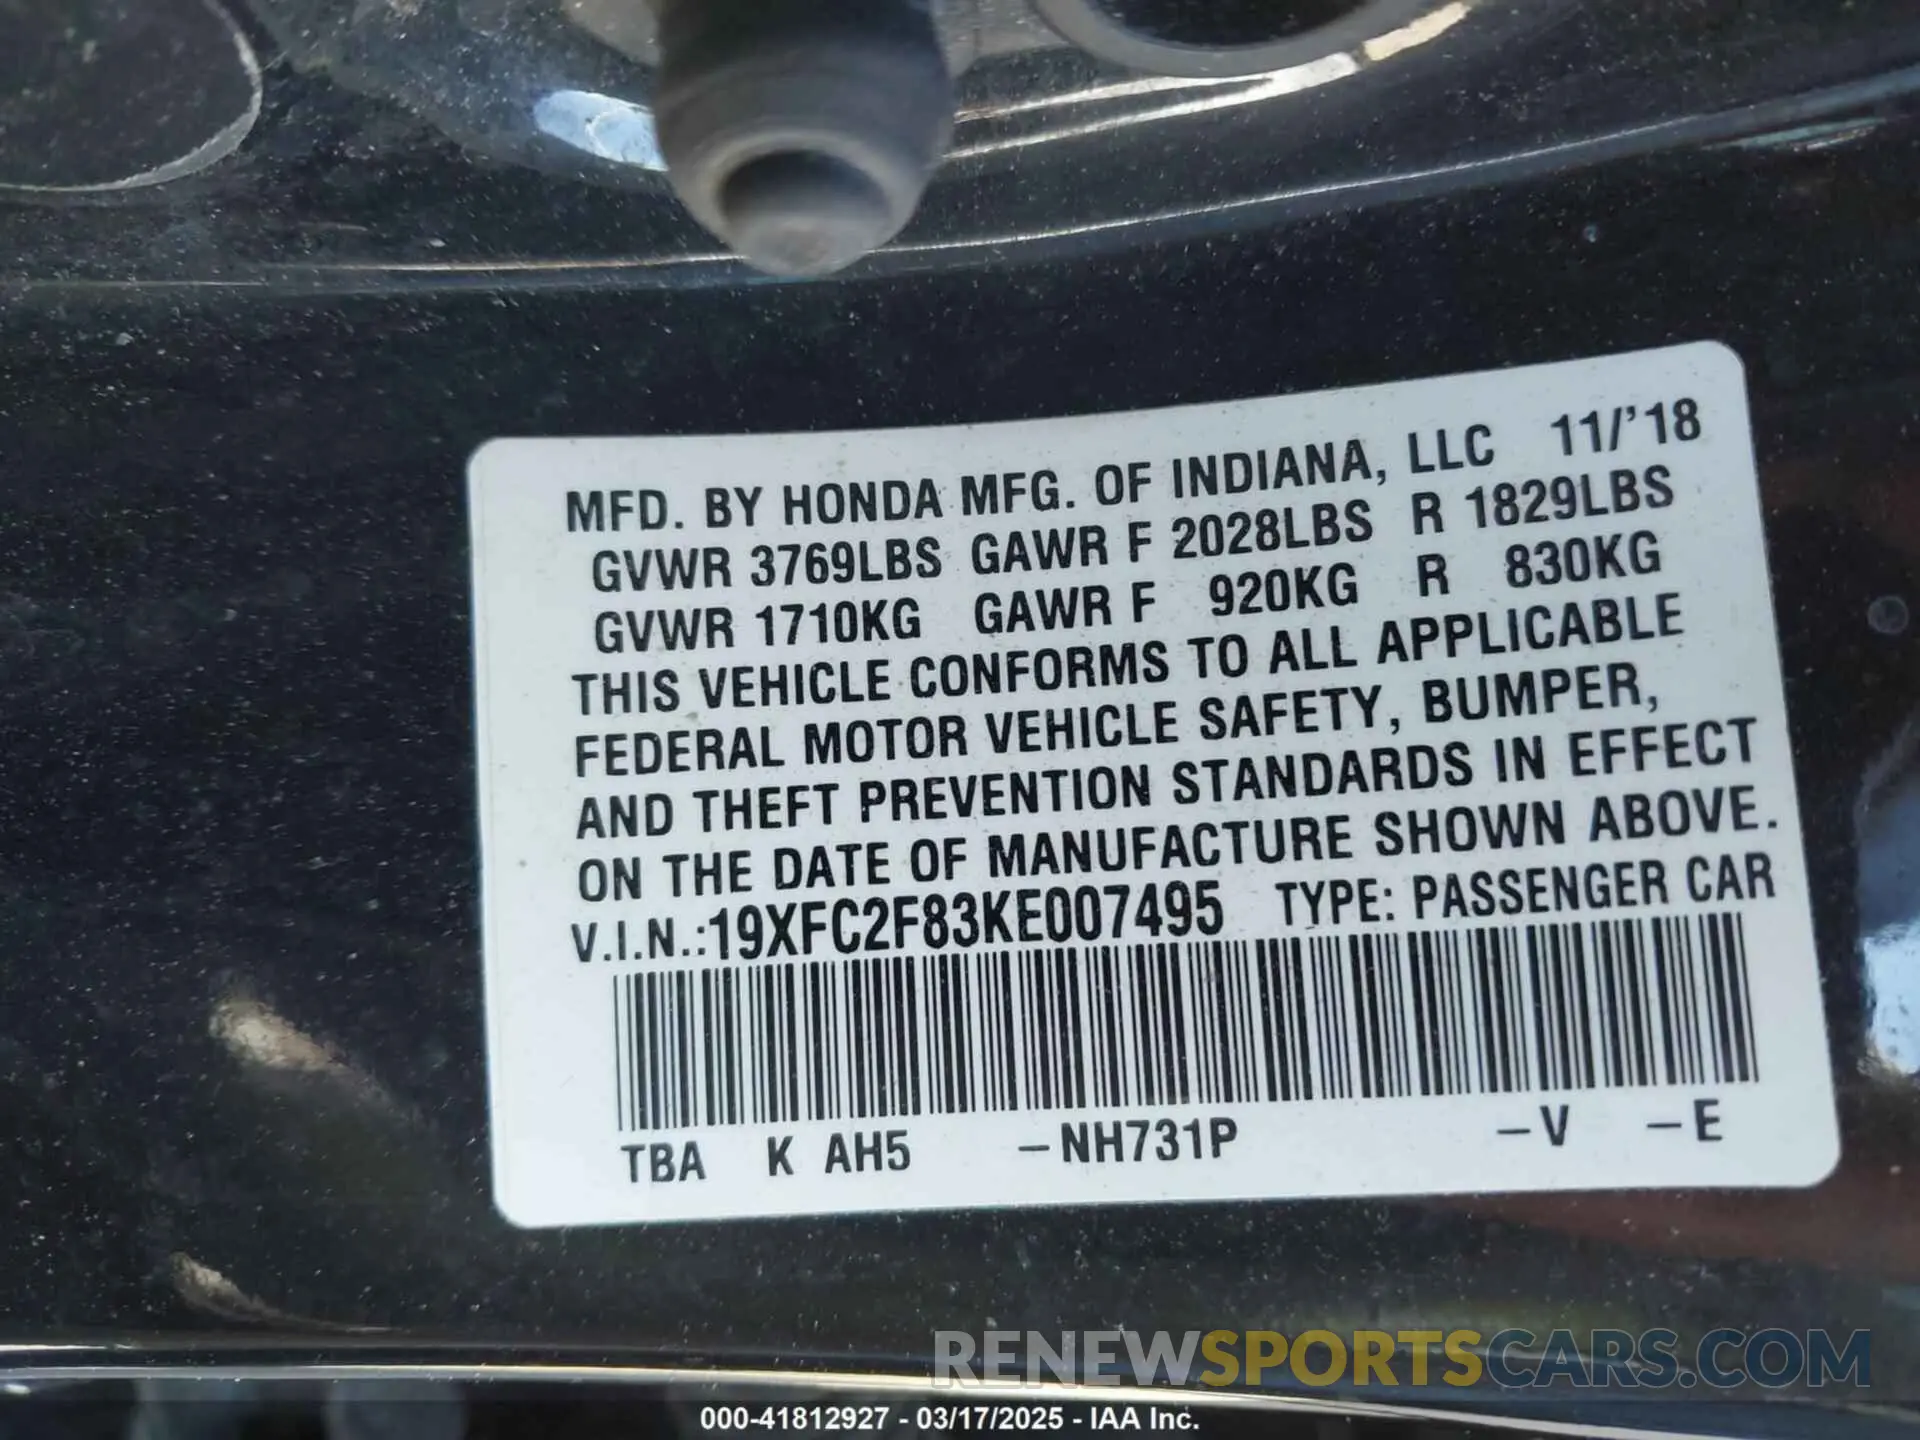 MFD. BY HONDA MFG. OF INDIANA, LLC 11/'18
GVWR 3769LBS GAWR F 2028LBS R 1829LBS
GVWR 1710KG GAWR F 920KG R 830KG
THIS VEHICLE CONFORMS TO ALL APPLICABLE
FEDERAL MOTOR VEHICLE SAFETY, BUMPER,
AND THEFT PREVENTION STANDARDS IN EFFECT
ON THE DATE OF MANUFACTURE SHOWN ABOVE.
V.I.N.:19XFC2F83KE007495 TYPE: PASSENGER CAR
TBA K AH5 –NH731P –V –E
RENEWSPORTSCARS.COM
000-41812927 - 03/17/2025 - IAA Inc.